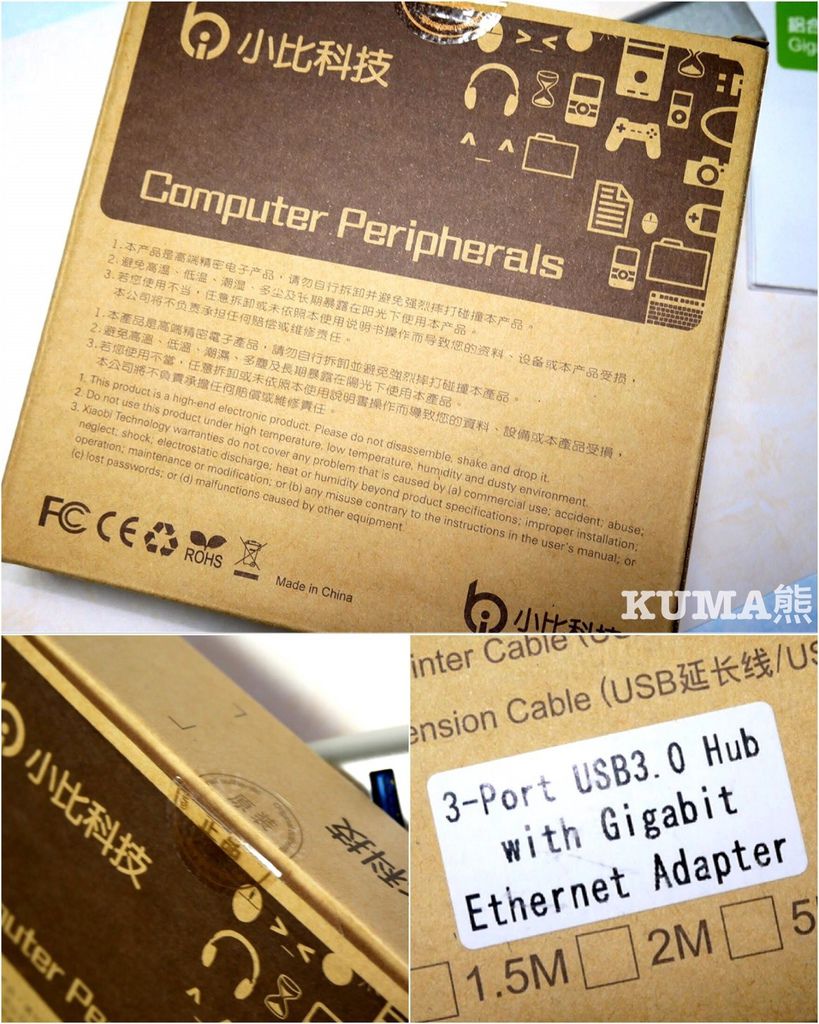 小比科技
鋁合
Gig
Computer Peripherals
1. 本产品是高端精密电子产品，请勿自行拆卸并避免强烈摔打碰撞本产品。
2. 避免高温、低温、潮湿、多尘及长期暴露在阳光下使用本产品。
3. 若您使用不当，任意拆卸或未依照本使用说明书操作而导致您的资料、设备或本产品受损，
本公司将不负责承担任何赔偿或维修责任。
1. 本產品是高端精密電子產品，請勿自行拆卸並避免強烈摔打碰撞本產品。
2. 避免高溫、低溫、潮濕、多塵及長期暴露在陽光下使用本產品。
3. 若您使用不當，任意拆卸或未依照本使用說明書操作而導致您的資料、設備或本產品受損，
本公司將不負責承擔任何賠償或維修責任。
1. This product is a high-end electronic product. Please do not disassemble, shake and drop it.
2. Do not use this product under high temperature, low temperature, humidity and dusty environment.
3. Xiaobi Technology warranties do not cover any problem that is caused by (a) commercial use; accident; abuse;
neglect; shock; electrostatic discharge; heat or humidity beyond product specifications; improper installation;
operation; maintenance or modification; or (b) any misuse contrary to the instructions in the user's manual; or
(c) lost passwords; or (d) malfunctions caused by other equipment.
FC CE ROHS
Made in China
小比科技
KUMA熊
小比科技
原装
科技
uter Pe
inter Cable
ension Cable (USB延长线/US
3-Port USB3.0 Hub
with Gigabit
Ethernet Adapter
1.5M 2M 5